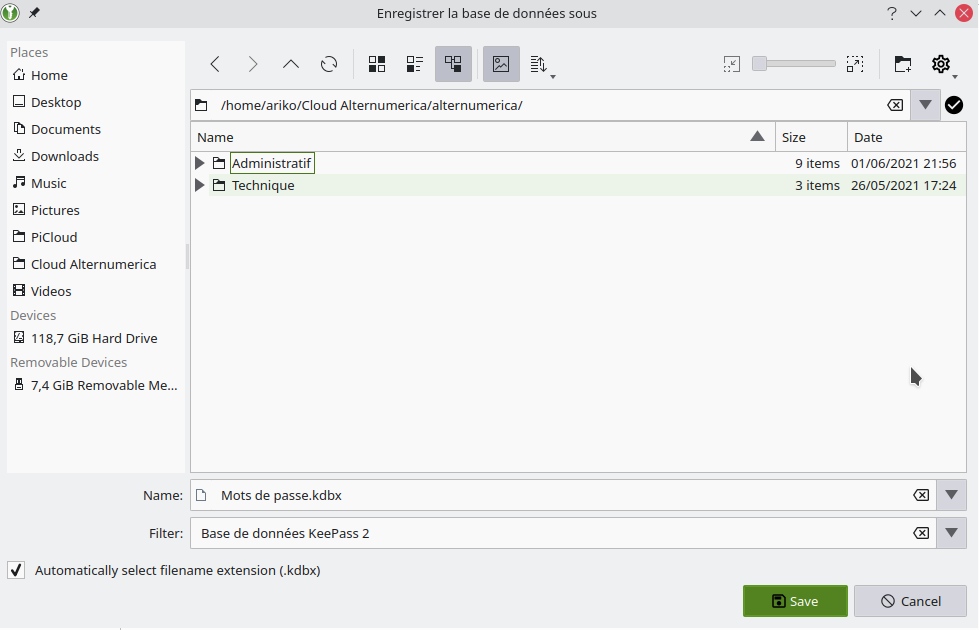 Enregistrer la base de données sous
Places
Home
Desktop
Documents
Downloads
Music
Pictures
PiCloud
Cloud Alternumerica
Videos
Devices
118,7 GiB Hard Drive
Removable Devices
7,4 GiB Removable Me...
/home/ariko/Cloud Alternumerica/alternumerica/
Name Size Date
Administratif 9 items 01/06/2021 21:56
Technique 3 items 26/05/2021 17:24
Name: Mots de passe.kdbx
Filter: Base de données KeePass 2
Automatically select filename extension (.kdbx)
Save Cancel